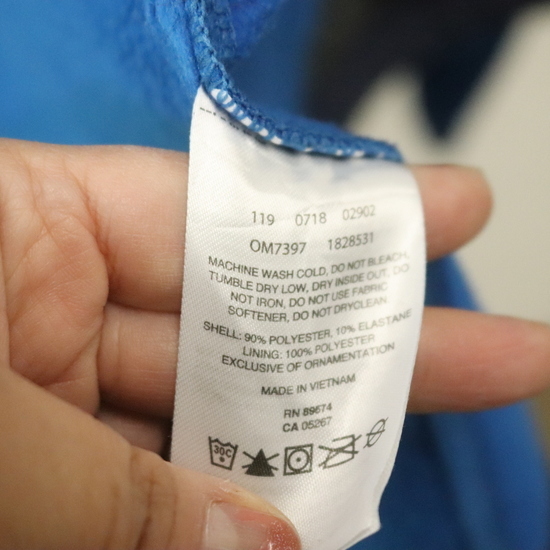 119 0718 02902
OM7397 1828531
MACHINE WASH COLD, DO NOT BLEACH,
TUMBLE DRY LOW, DRY INSIDE OUT, DO
NOT IRON, DO NOT USE FABRIC
SOFTENER, DO NOT DRYCLEAN.
SHELL: 90% POLYESTER, 10% ELASTANE
LINING: 100% POLYESTER
EXCLUSIVE OF ORNAMENTATION
MADE IN VIETNAM
RN 89674
CA 05267
30C